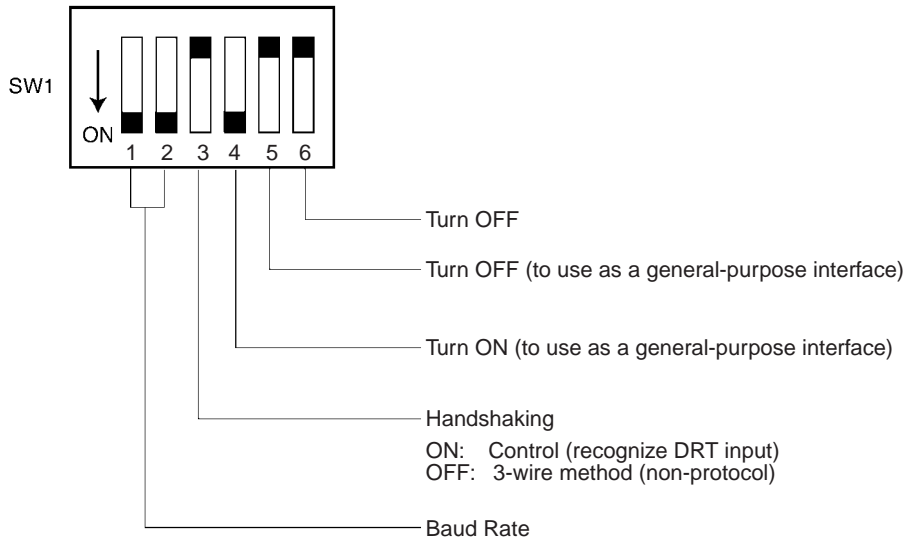 SW1
ON
1 2 3 4 5 6
Turn OFF
Turn OFF (to use as a general-purpose interface)
Turn ON (to use as a general-purpose interface)
Handshaking
ON: Control (recognize DRT input)
OFF: 3-wire method (non-protocol)
Baud Rate